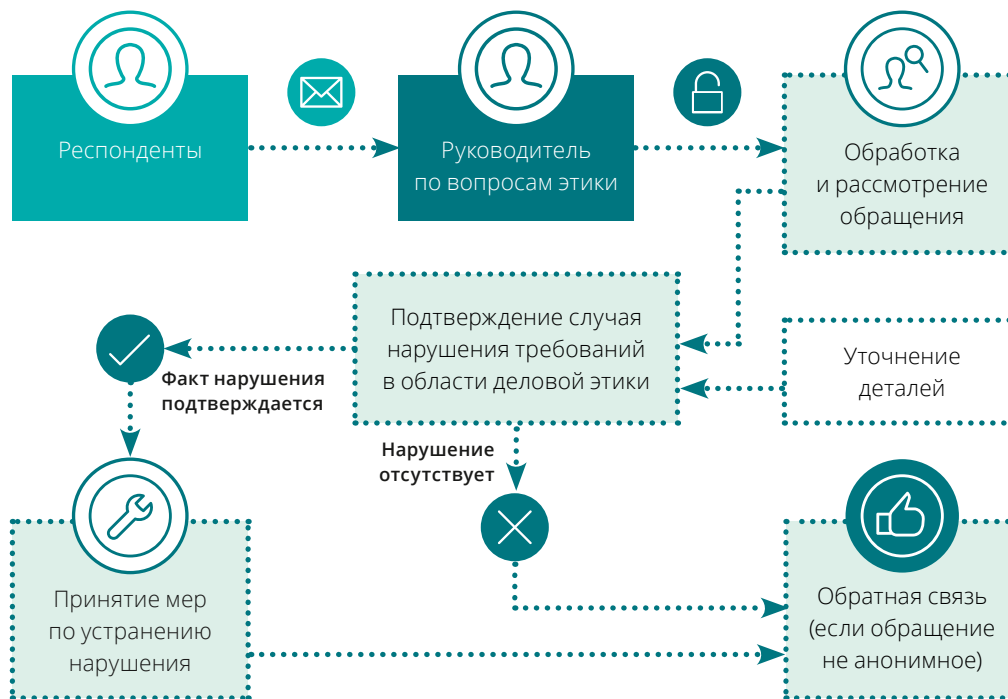 Респонденты
Руководитель
по вопросам этики
Обработка
и рассмотрение
обращения
Подтверждение случая
нарушения требований
в области деловой этики
Уточнение
деталей
Факт нарушения
подтверждается
Нарушение
отсутствует
Принятие мер
по устранению
нарушения
Обратная связь
(если обращение
не анонимное)